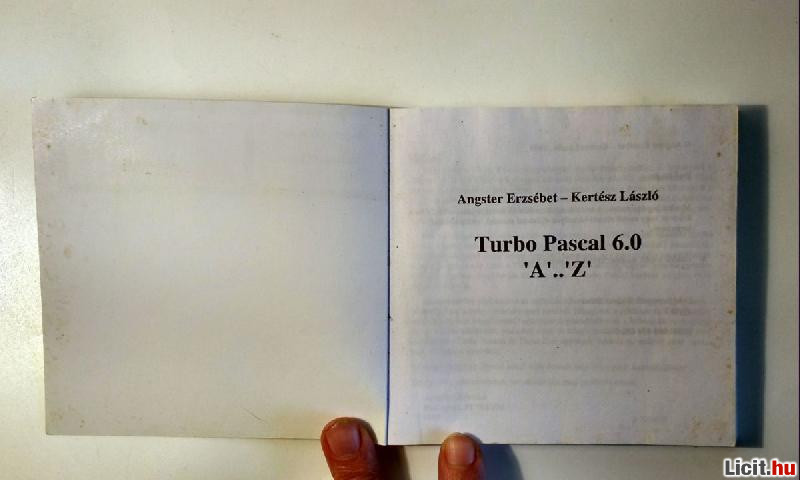 Angster Erzsébet – Kertész László
Turbo Pascal 6.0
'A'..'Z'
Licit.hu